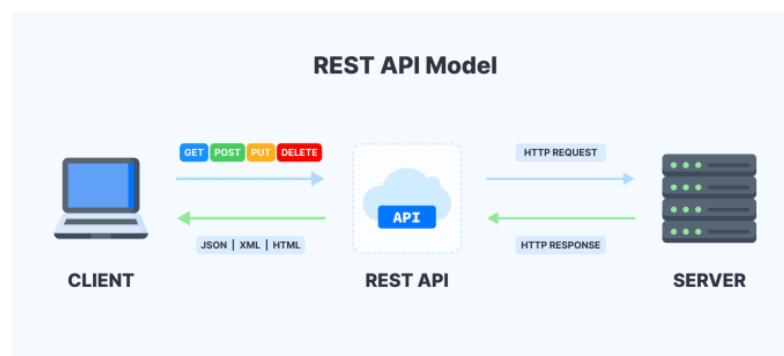 REST API Model
GET POST PUT DELETE
HTTP REQUEST
API
JSON | XML | HTML
HTTP RESPONSE
CLIENT
REST API
SERVER